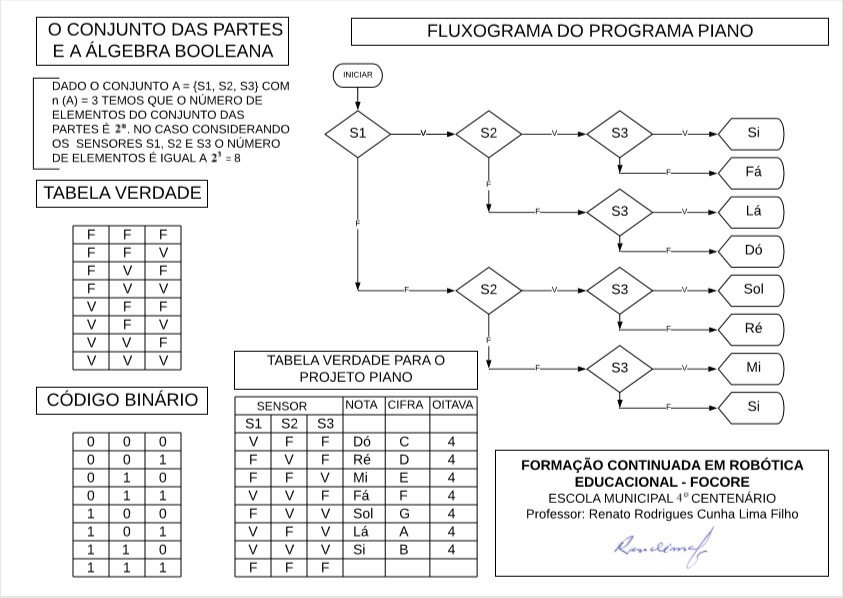 O CONJUNTO DAS PARTES
E A ÁLGEBRA BOOLEANA
DADO O CONJUNTO A = {S1, S2, S3} COM
n (A) = 3 TEMOS QUE O NÚMERO DE
ELEMENTOS DO CONJUNTO DAS
PARTES É 2ⁿ. NO CASO CONSIDERANDO
OS SENSORES S1, S2 E S3 O NÚMERO
DE ELEMENTOS É IGUAL A 2³ = 8
TABELA VERDADE
F F F
F F V
F V F
F V V
V F F
V F V
V V F
V V V
CÓDIGO BINÁRIO
0 0 0
0 0 1
0 1 0
0 1 1
1 0 0
1 0 1
1 1 0
1 1 1
FLUXOGRAMA DO PROGRAMA PIANO
INICIAR
S1 V S2 V S3 V Si
F Fá
F
F S3 V Lá
F Dó
F
F S2 V S3 V Sol
F Ré
F
F S3 V Mi
F Si
TABELA VERDADE PARA O
PROJETO PIANO
SENSOR NOTA CIFRA OITAVA
S1 S2 S3
V F F Dó C 4
F V F Ré D 4
F F V Mi E 4
V V F Fá F 4
F V V Sol G 4
V F V Lá A 4
V V V Si B 4
F F F
FORMAÇÃO CONTINUADA EM ROBÓTICA
EDUCACIONAL - FOCORE
ESCOLA MUNICIPAL 4º CENTENÁRIO
Professor: Renato Rodrigues Cunha Lima Filho